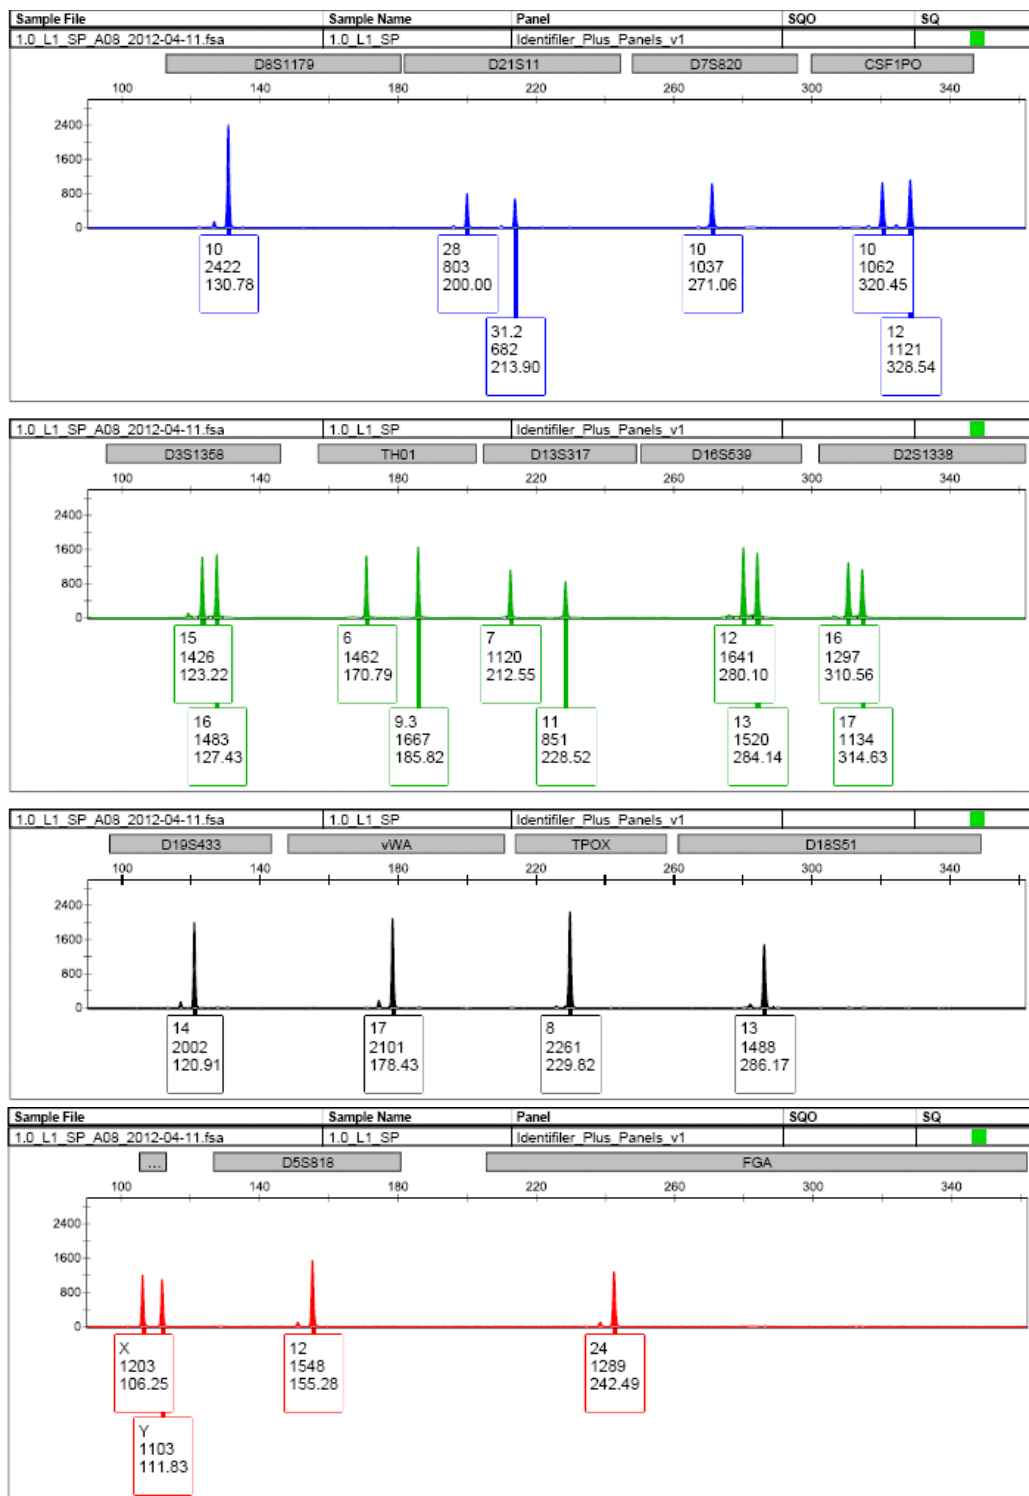 Sample File Sample Name Panel SQO SQ
1.0_L1_SP_A08_2012-04-11.fsa 1.0_L1_SP Identifiler_Plus_Panels_v1
D8S1179 D21S11 D7S820 CSF1PO
100 140 180 220 260 300 340
2400
1600
800
0
10 28 10 10
2422 803 1037 1062
130.78 200.00 271.06 320.45
31.2 12
682 1121
213.90 328.54
1.0_L1_SP_A08_2012-04-11.fsa 1.0_L1_SP Identifiler_Plus_Panels_v1
D3S1358 TH01 D13S317 D16S539 D2S1338
100 140 180 220 260 300 340
2400
1600
800
0
15 6 7 12 16
1426 1462 1120 1641 1297
123.22 170.79 212.55 280.10 310.56
16 9.3 11 13 17
1483 1667 851 1520 1134
127.43 185.82 228.52 284.14 314.63
1.0_L1_SP_A08_2012-04-11.fsa 1.0_L1_SP Identifiler_Plus_Panels_v1
D19S433 vWA TPOX D18S51
100 140 180 220 260 300 340
2400
1600
800
0
14 17 8 13
2002 2101 2261 1488
120.91 178.43 229.82 286.17
Sample File Sample Name Panel SQO SQ
1.0_L1_SP_A08_2012-04-11.fsa 1.0_L1_SP Identifiler_Plus_Panels_v1
... D5S818 FGA
100 140 180 220 260 300 340
2400
1600
800
0
X 12 24
1203 1548 1289
106.25 155.28 242.49
Y
1103
111.83